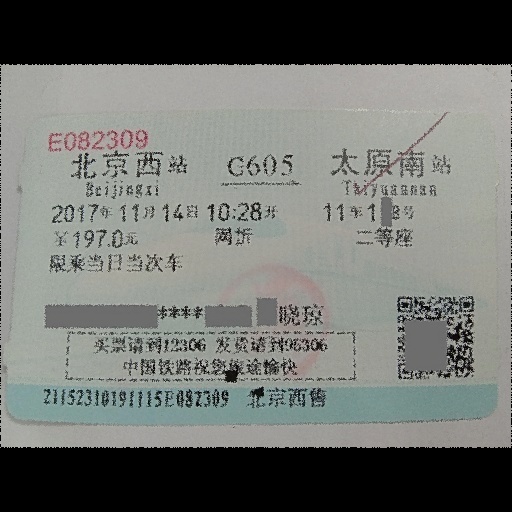 E082309
北京西站 C605 太原南站
Beijingxi Taiyuannan
2017年11月14日10:28开 11车1 8号
￥197.0元 网折 二等座
限乘当日当次车
**** 晓琼
买票请到12306 发货请到95306
中国铁路祝您旅途愉快
21152310191115E082309 北京西售